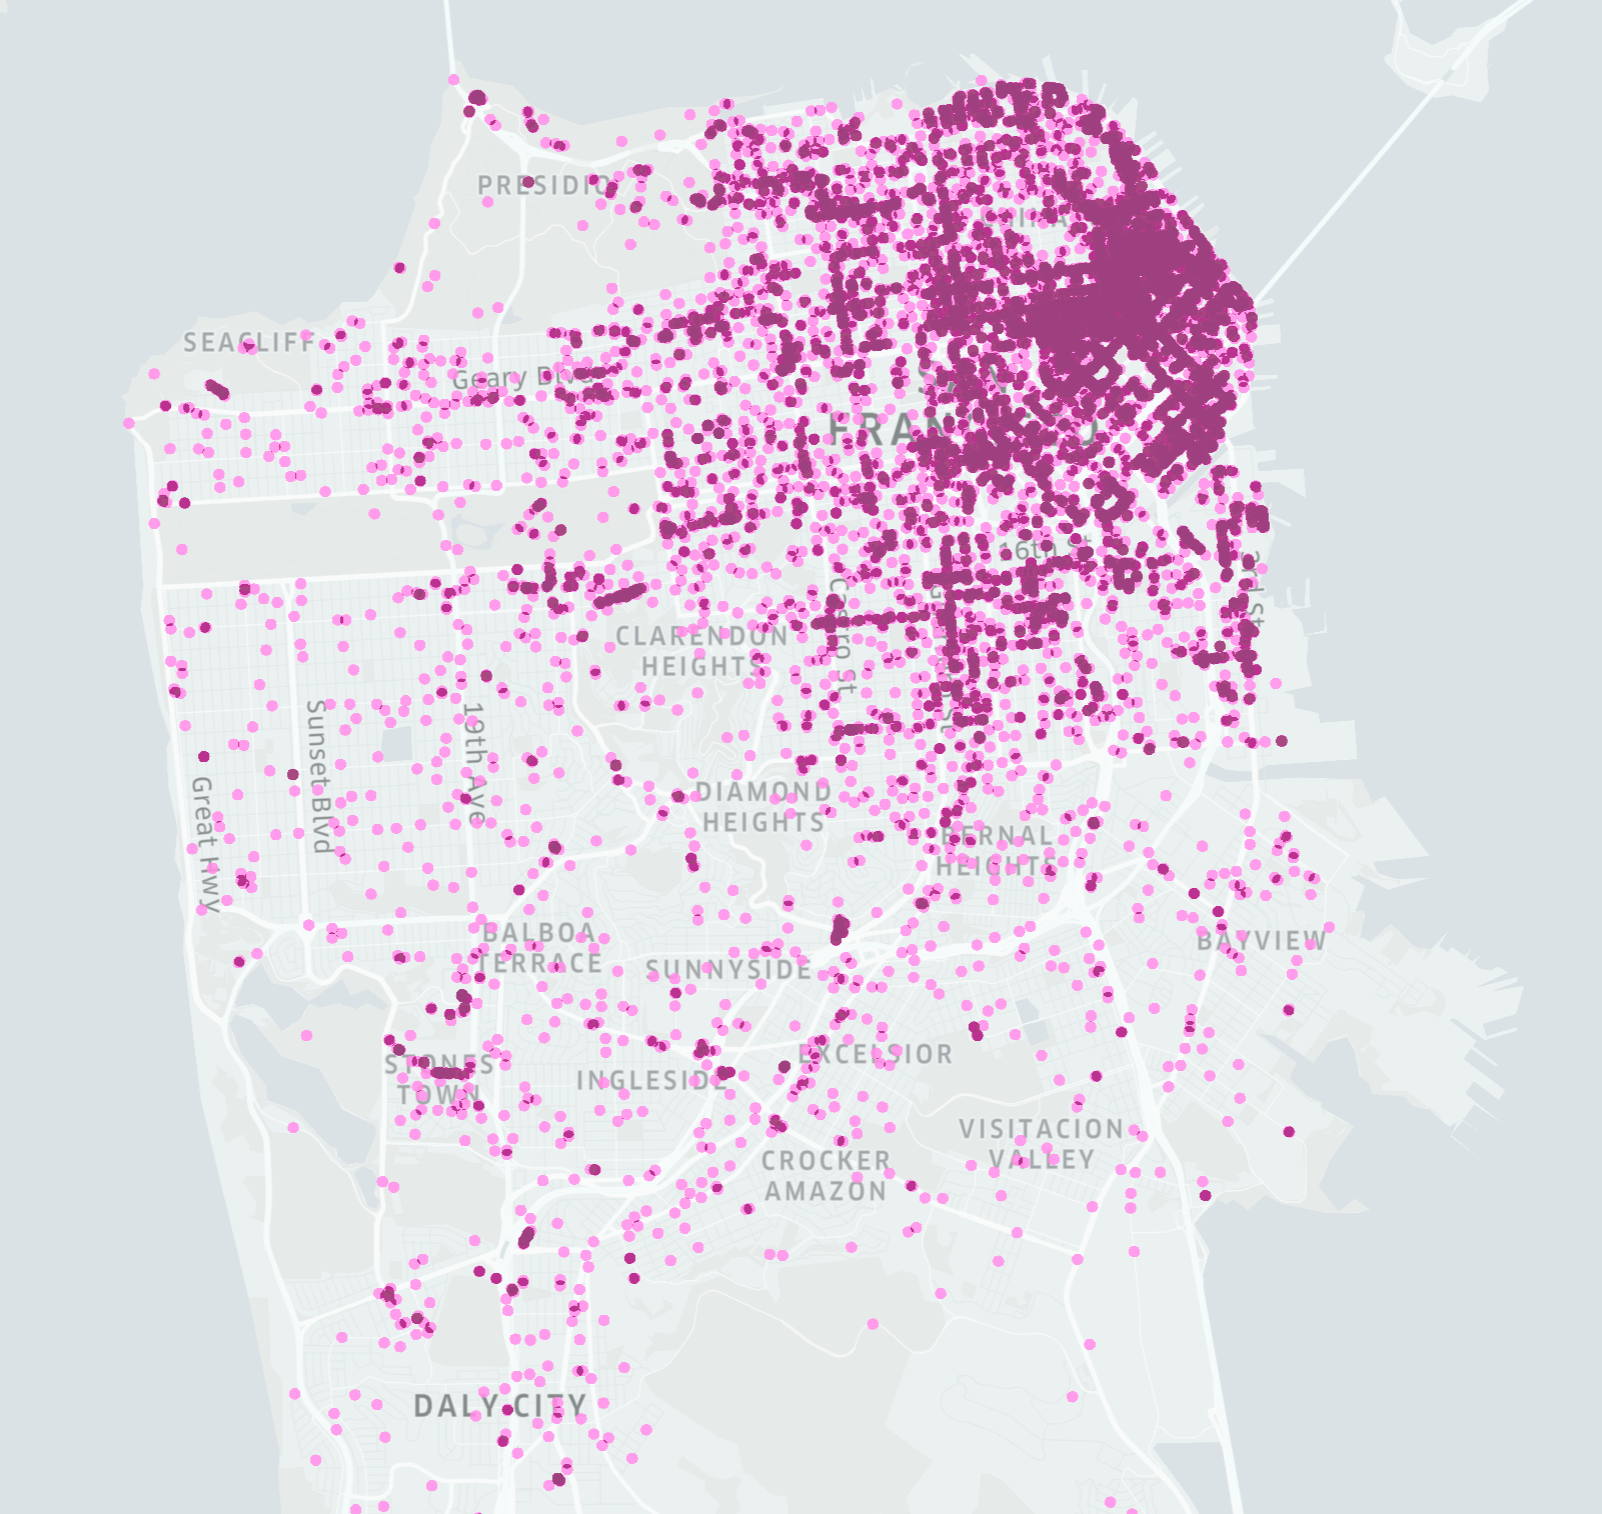 PRESIDIO
CHINA
SEACLIFF
Geary Blvd
SAN
FRANCISCO
16th St
3rd St
Castro St
CLARENDON
HEIGHTS
Sunset Blvd
19th Ave
Great Hwy
DIAMOND
HEIGHTS
BERNAL
HEIGHTS
BALBOA
TERRACE
SUNNYSIDE
BAYVIEW
STONES
TOWN
INGLESIDE
EXCELSIOR
VISITACION
VALLEY
CROCKER
AMAZON
DALY CITY